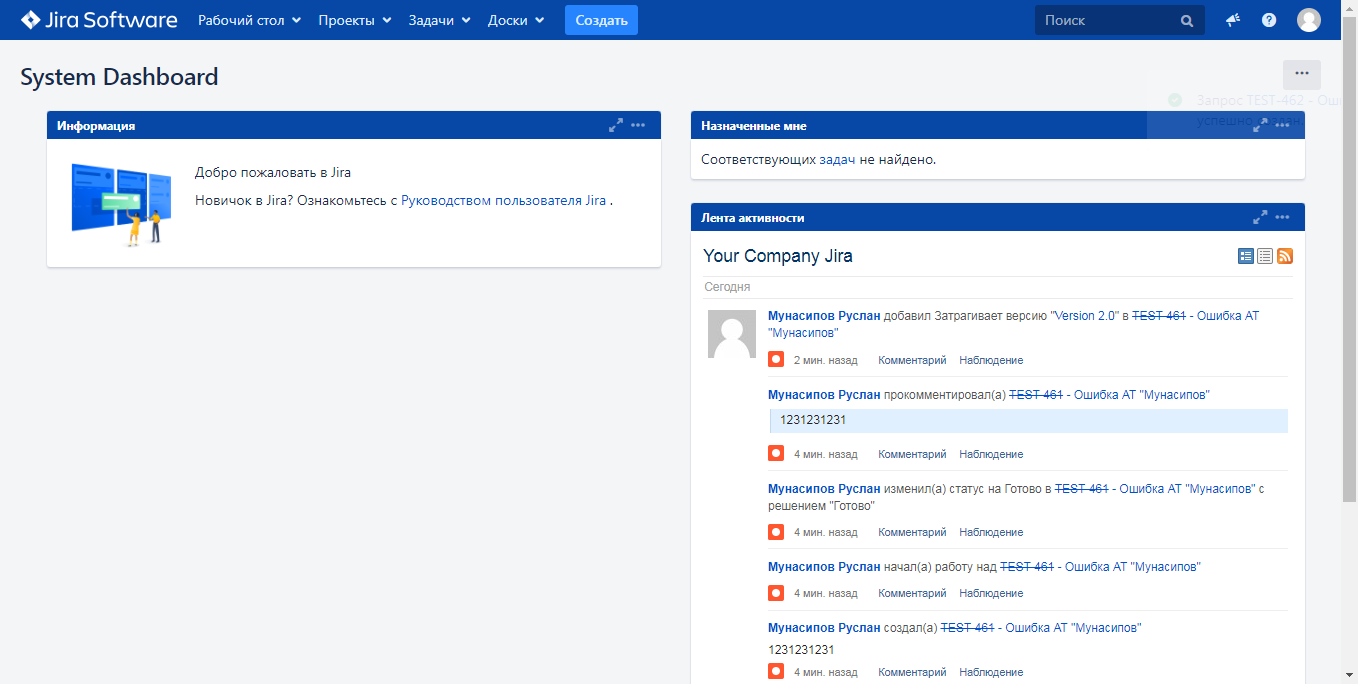 Jira Software Рабочий стол Проекты Задачи Доски Создать Поиск
System Dashboard
Запрос TEST-462 -
успешно
Информация
Добро пожаловать в Jira
Новичок в Jira? Ознакомьтесь с Руководством пользователя Jira .
Назначенные мне
Соответствующих задач не найдено.
Лента активности
Your Company Jira
Сегодня
Мунасипов Руслан добавил Затрагивает версию "Version 2.0" в TEST-461 - Ошибка АТ
"Мунасипов"
2 мин. назад Комментарий Наблюдение
Мунасипов Руслан прокомментировал(а) TEST-461 - Ошибка АТ "Мунасипов"
1231231231
4 мин. назад Комментарий Наблюдение
Мунасипов Руслан изменил(а) статус на Готово в TEST-461 - Ошибка АТ "Мунасипов" с
решением "Готово"
4 мин. назад Комментарий Наблюдение
Мунасипов Руслан начал(а) работу над TEST-461 - Ошибка АТ "Мунасипов"
4 мин. назад Комментарий Наблюдение
Мунасипов Руслан создал(а) TEST-461 - Ошибка АТ "Мунасипов"
1231231231
4 мин. назад Комментарий Наблюдение